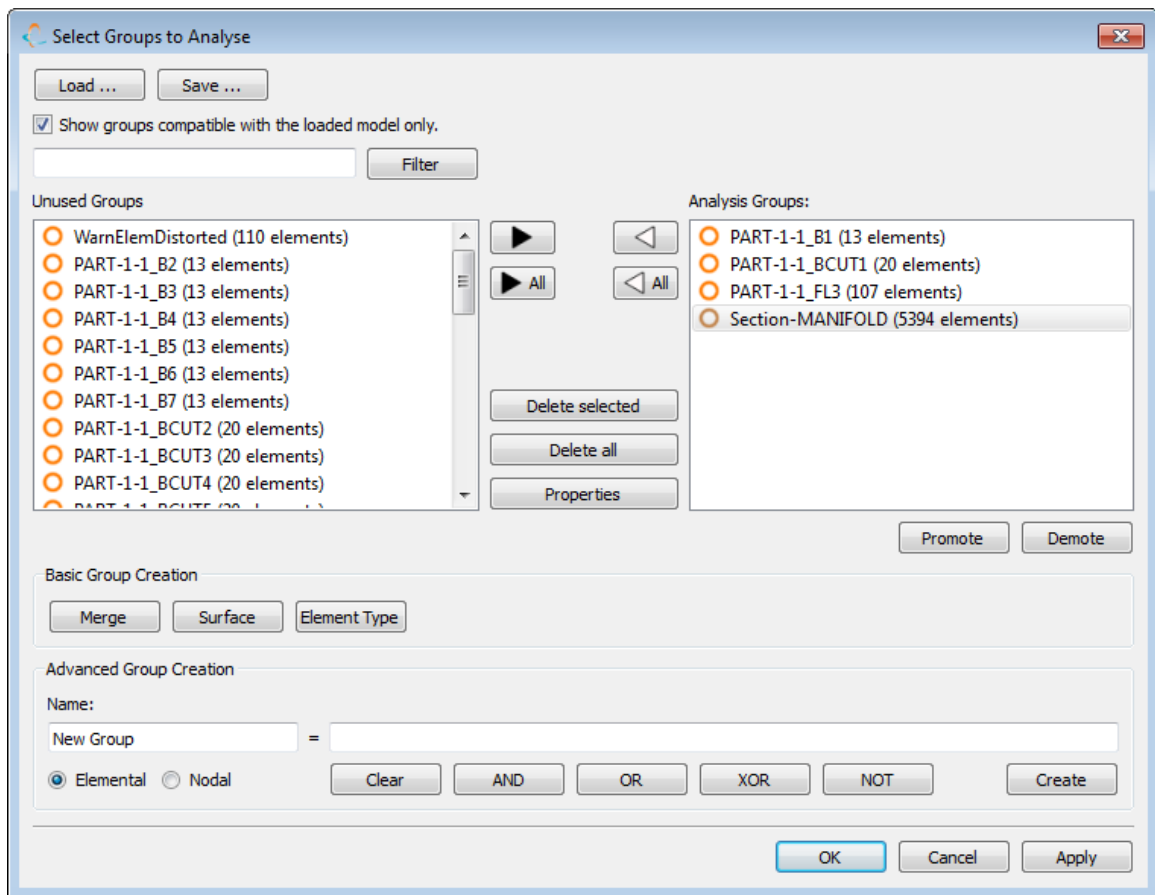 Select Groups to Analyse
Load ... Save ...
Show groups compatible with the loaded model only.
Filter
Unused Groups
Analysis Groups:
WarnElemDistorted (110 elements)
PART-1-1_B2 (13 elements)
PART-1-1_B3 (13 elements)
PART-1-1_B4 (13 elements)
PART-1-1_B5 (13 elements)
PART-1-1_B6 (13 elements)
PART-1-1_B7 (13 elements)
PART-1-1_BCUT2 (20 elements)
PART-1-1_BCUT3 (20 elements)
PART-1-1_BCUT4 (20 elements)
PART-1-1_BCUT5 (20 elements)
All
All
Delete selected
Delete all
Properties
PART-1-1_B1 (13 elements)
PART-1-1_BCUT1 (20 elements)
PART-1-1_FL3 (107 elements)
Section-MANIFOLD (5394 elements)
Promote Demote
Basic Group Creation
Merge Surface Element Type
Advanced Group Creation
Name:
New Group =
Elemental Nodal Clear AND OR XOR NOT Create
OK Cancel Apply